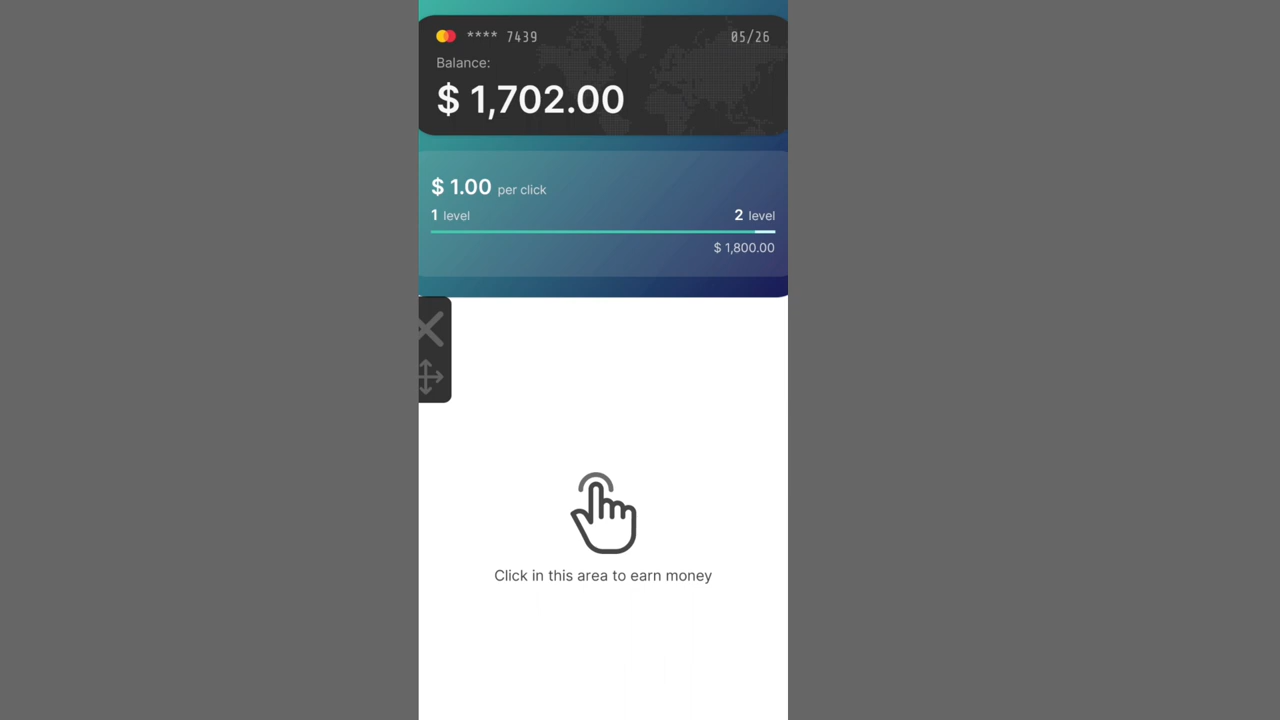 **** 7439 05/26
Balance:
$ 1,702.00
$ 1.00 per click
1 level 2 level
$ 1,800.00
Click in this area to earn money